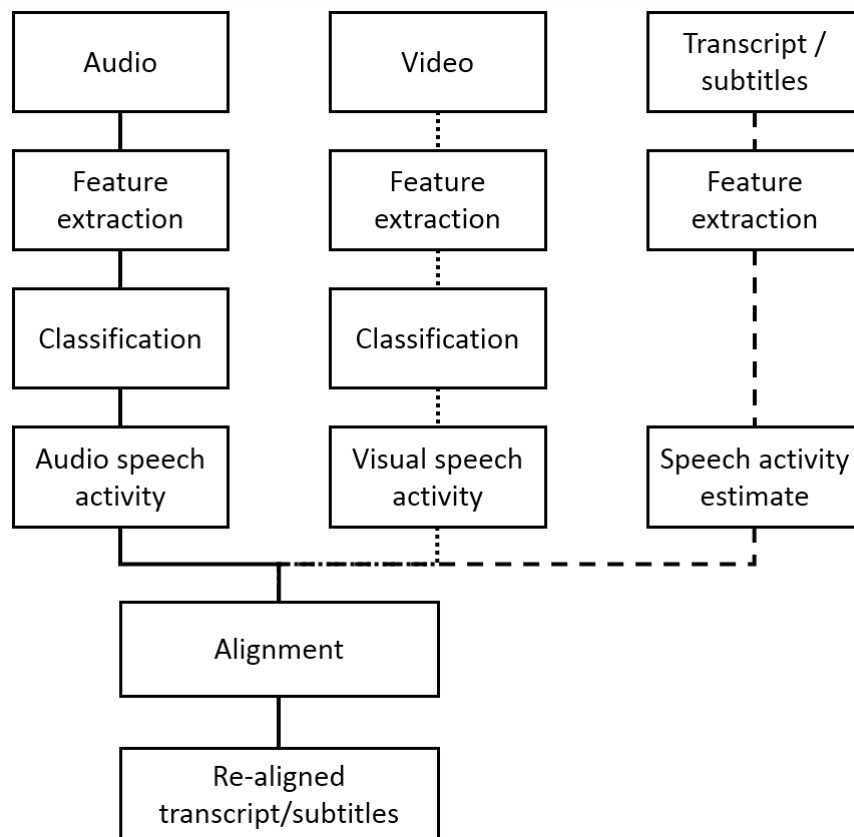 Audio
Video
Transcript /
subtitles
Feature
extraction
Feature
extraction
Feature
extraction
Classification
Classification
Audio speech
activity
Visual speech
activity
Speech activity
estimate
Alignment
Re-aligned
transcript/subtitles